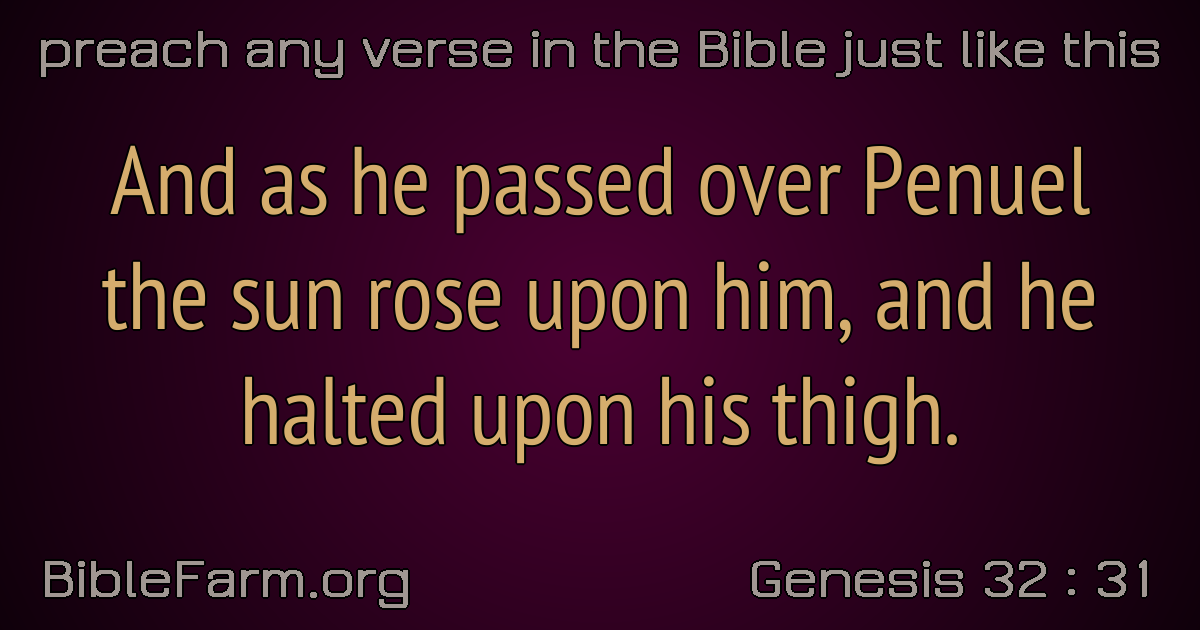 preach any verse in the Bible just like this
And as he passed over Penuel
the sun rose upon him, and he
halted upon his thigh.
BibleFarm.org
Genesis 32 : 31